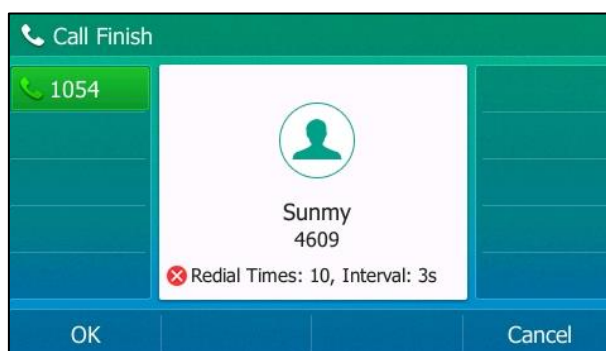 Call Finish
1054
Sunmy
4609
Redial Times: 10, Interval: 3s
OK
Cancel